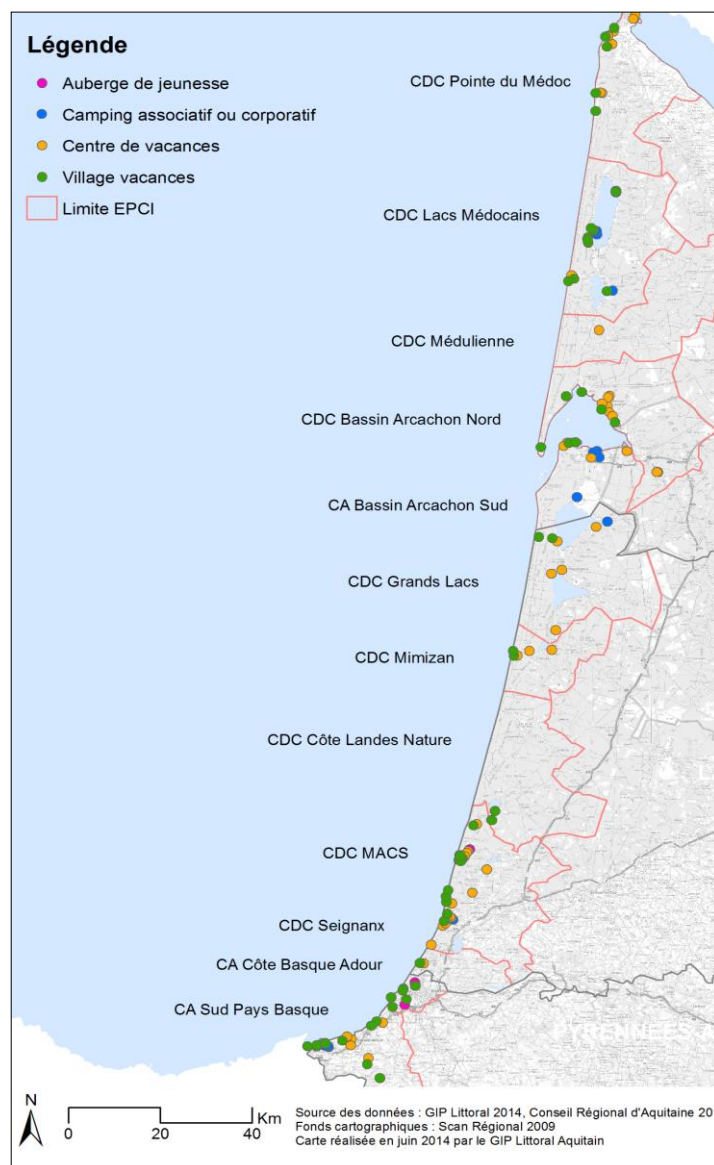 Légende
Auberge de jeunesse
Camping associatif ou corporatif
Centre de vacances
Village vacances
Limite EPCI
CDC Pointe du Médoc
CDC Lacs Médocains
CDC Médulienne
CDC Bassin Arcachon Nord
CA Bassin Arcachon Sud
CDC Grands Lacs
CDC Mimizan
CDC Côte Landes Nature
CDC MACS
CDC Seignanx
CA Côte Basque Adour
CA Sud Pays Basque
N
0 20 40 Km
Source des données : GIP Littoral 2014, Conseil Régional d'Aquitaine 20
Fonds cartographiques : Scan Régional 2009
Carte réalisée en juin 2014 par le GIP Littoral Aquitain